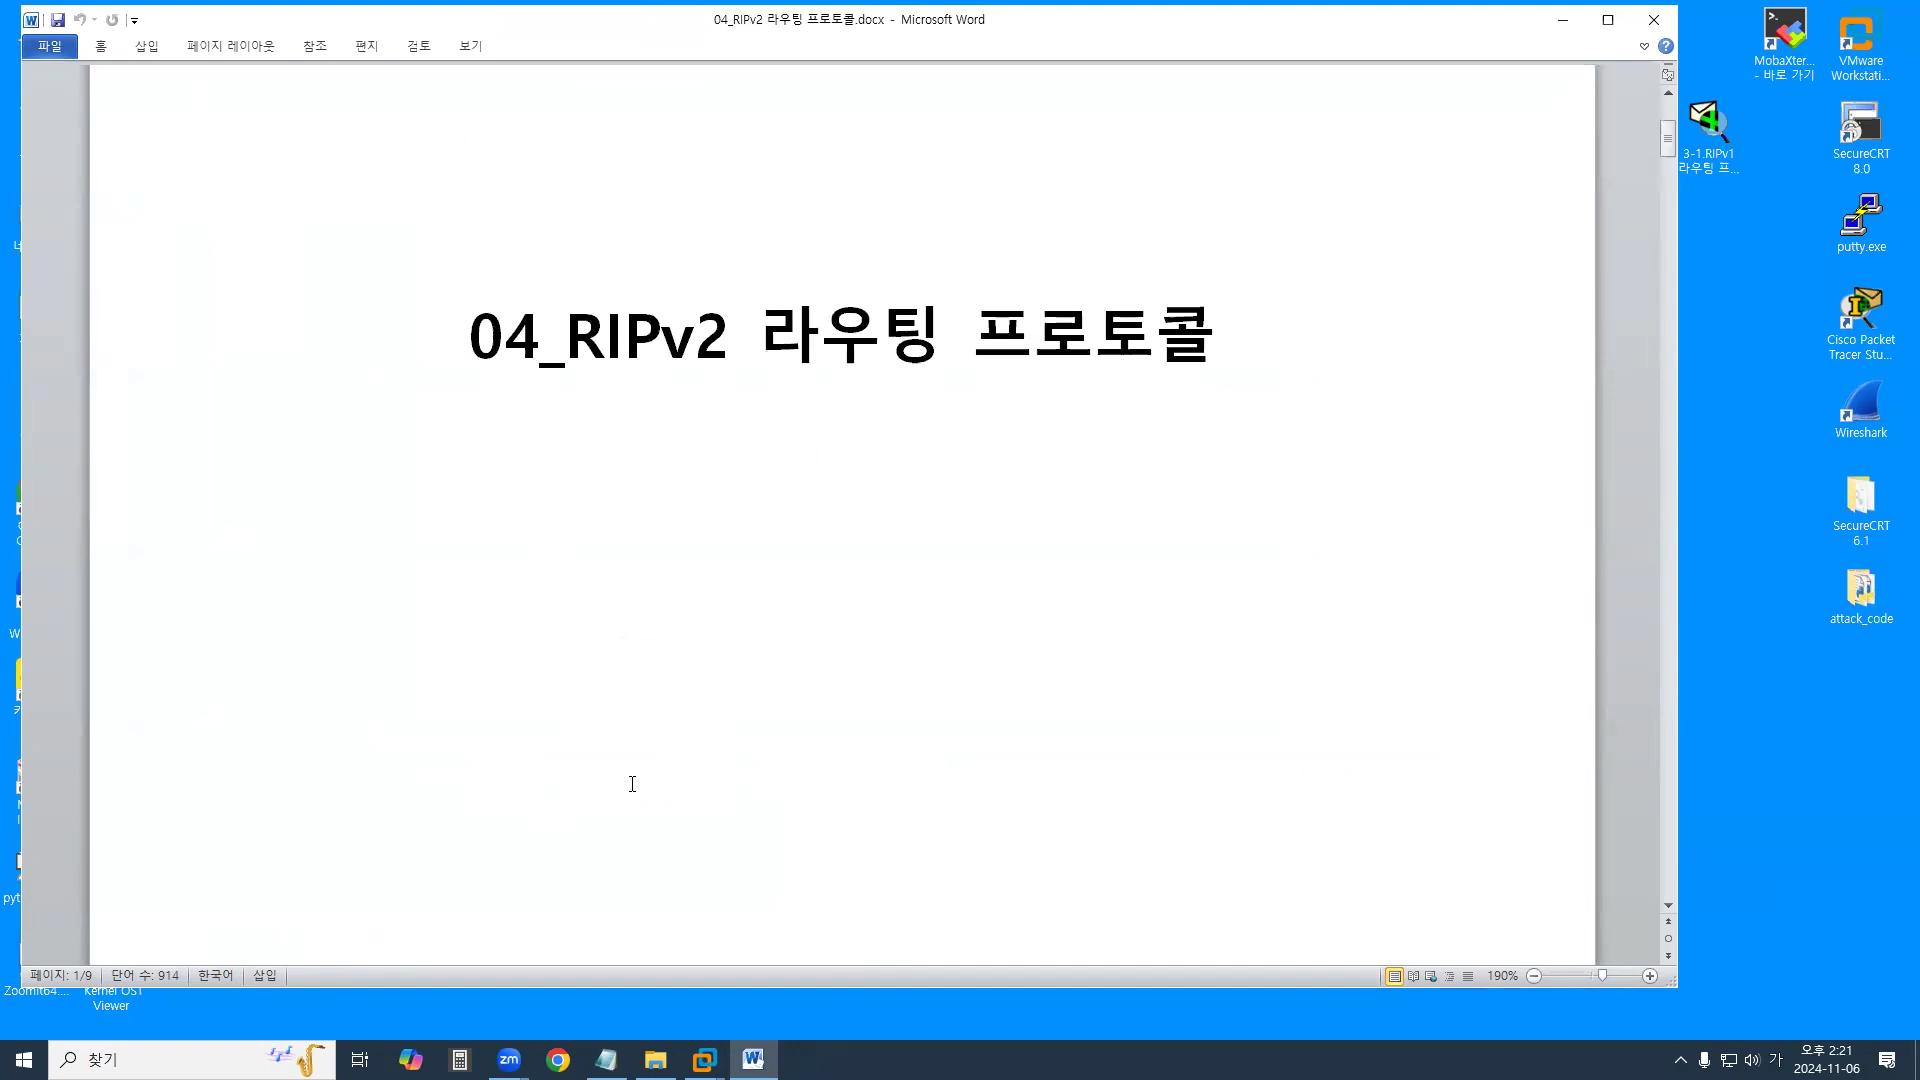 04_RIPv2 라우팅 프로토콜.docx - Microsoft Word
파일 홈 삽입 페이지 레이아웃 참조 편지 검토 보기
04_RIPv2 라우팅 프로토콜
페이지: 1/9 단어 수: 914 한국어 삽입
190%
MobaXter...
- 바로 가기
VMware
Workstati...
3-1.RIPv1
라우팅 프...
SecureCRT
8.0
putty.exe
Cisco Packet
Tracer Stu...
Wireshark
SecureCRT
6.1
attack_code
pyt
Zoomit64....
Kernel OST
Viewer
찾기
zm
가
오후 2:21
2024-11-06